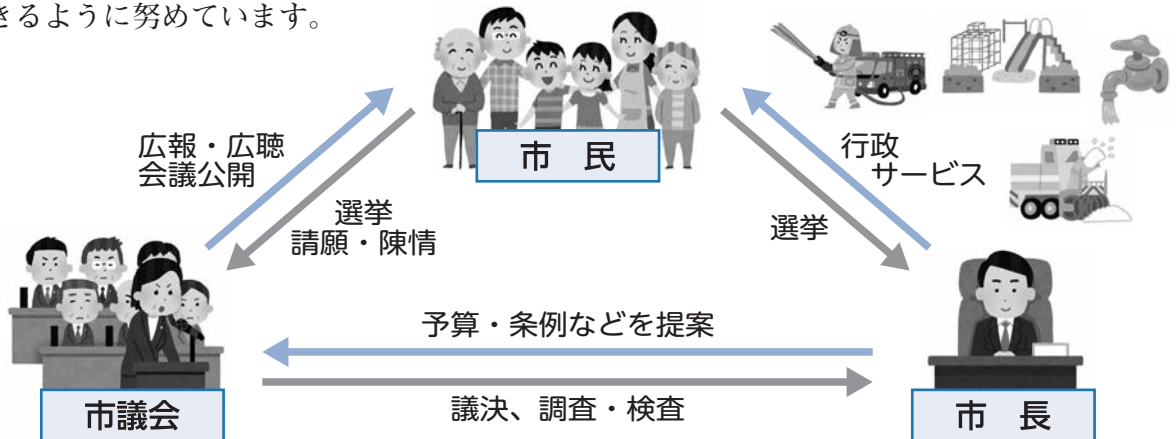 きるように努めています。
市 民
広報・広聴
会議公開
選挙
請願・陳情
行政
サービス
選挙
予算・条例などを提案
議決、調査・検査
市議会
市 長